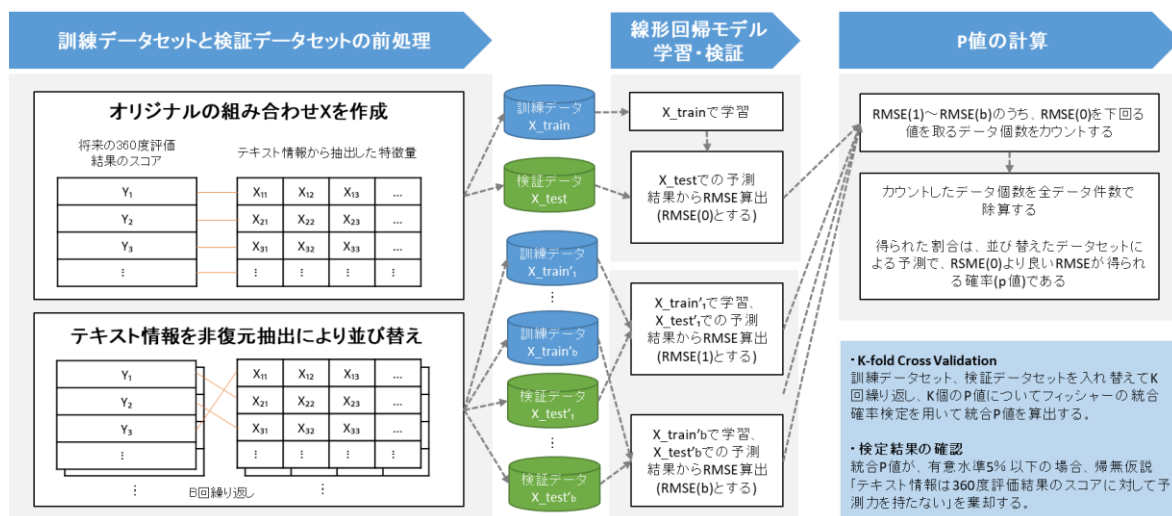 訓練データセットと検証データセットの前処理
線形回帰モデル
学習・検証
P値の計算
オリジナルの組み合わせXを作成
将来の360度評価
結果のスコア
テキスト情報から抽出した特徴量
Y₁
X₁₁ X₁₂ X₁₃ …
Y₂
X₂₁ X₂₂ X₂₃ …
Y₃
X₃₁ X₃₂ X₃₃ …
⋮
⋮ ⋮ ⋮ ⋮
テキスト情報を非復元抽出により並び替え
Y₁
X₁₁ X₁₂ X₁₃ …
Y₂
X₂₁ X₂₂ X₂₃ …
Y₃
X₃₁ X₃₂ X₃₃ …
⋮
⋮ ⋮ ⋮ ⋮
⋮ B回繰り返し ⋮
訓練データ
X_train
検証データ
X_test
訓練データ
X_train'₁
⋮
訓練データ
X_train'b
検証データ
X_test'₁
⋮
検証データ
X_test'b
X_trainで学習
X_testでの予測
結果からRMSE算出
(RMSE(0)とする)
X_train'₁で学習、
X_test'₁での予測
結果からRMSE算出
(RMSE(1)とする)
⋮
X_train'bで学習、
X_test'bでの予測
結果からRMSE算出
(RMSE(b)とする)
RMSE(1)～RMSE(b)のうち、RMSE(0)を下回る
値を取るデータ個数をカウントする
カウントしたデータ個数を全データ件数で
除算する
得られた割合は、並び替えたデータセットに
よる予測で、RSME(0)より良いRMSEが得られ
る確率(p値)である
・K-fold Cross Validation
訓練データセット、検証データセットを入れ替えてK
回繰り返し、K個のP値についてフィッシャーの統合
確率検定を用いて統合P値を算出する。
・検定結果の確認
統合P値が、有意水準5%以下の場合、帰無仮説
「テキスト情報は360度評価結果のスコアに対して予
測力を持たない」を棄却する。